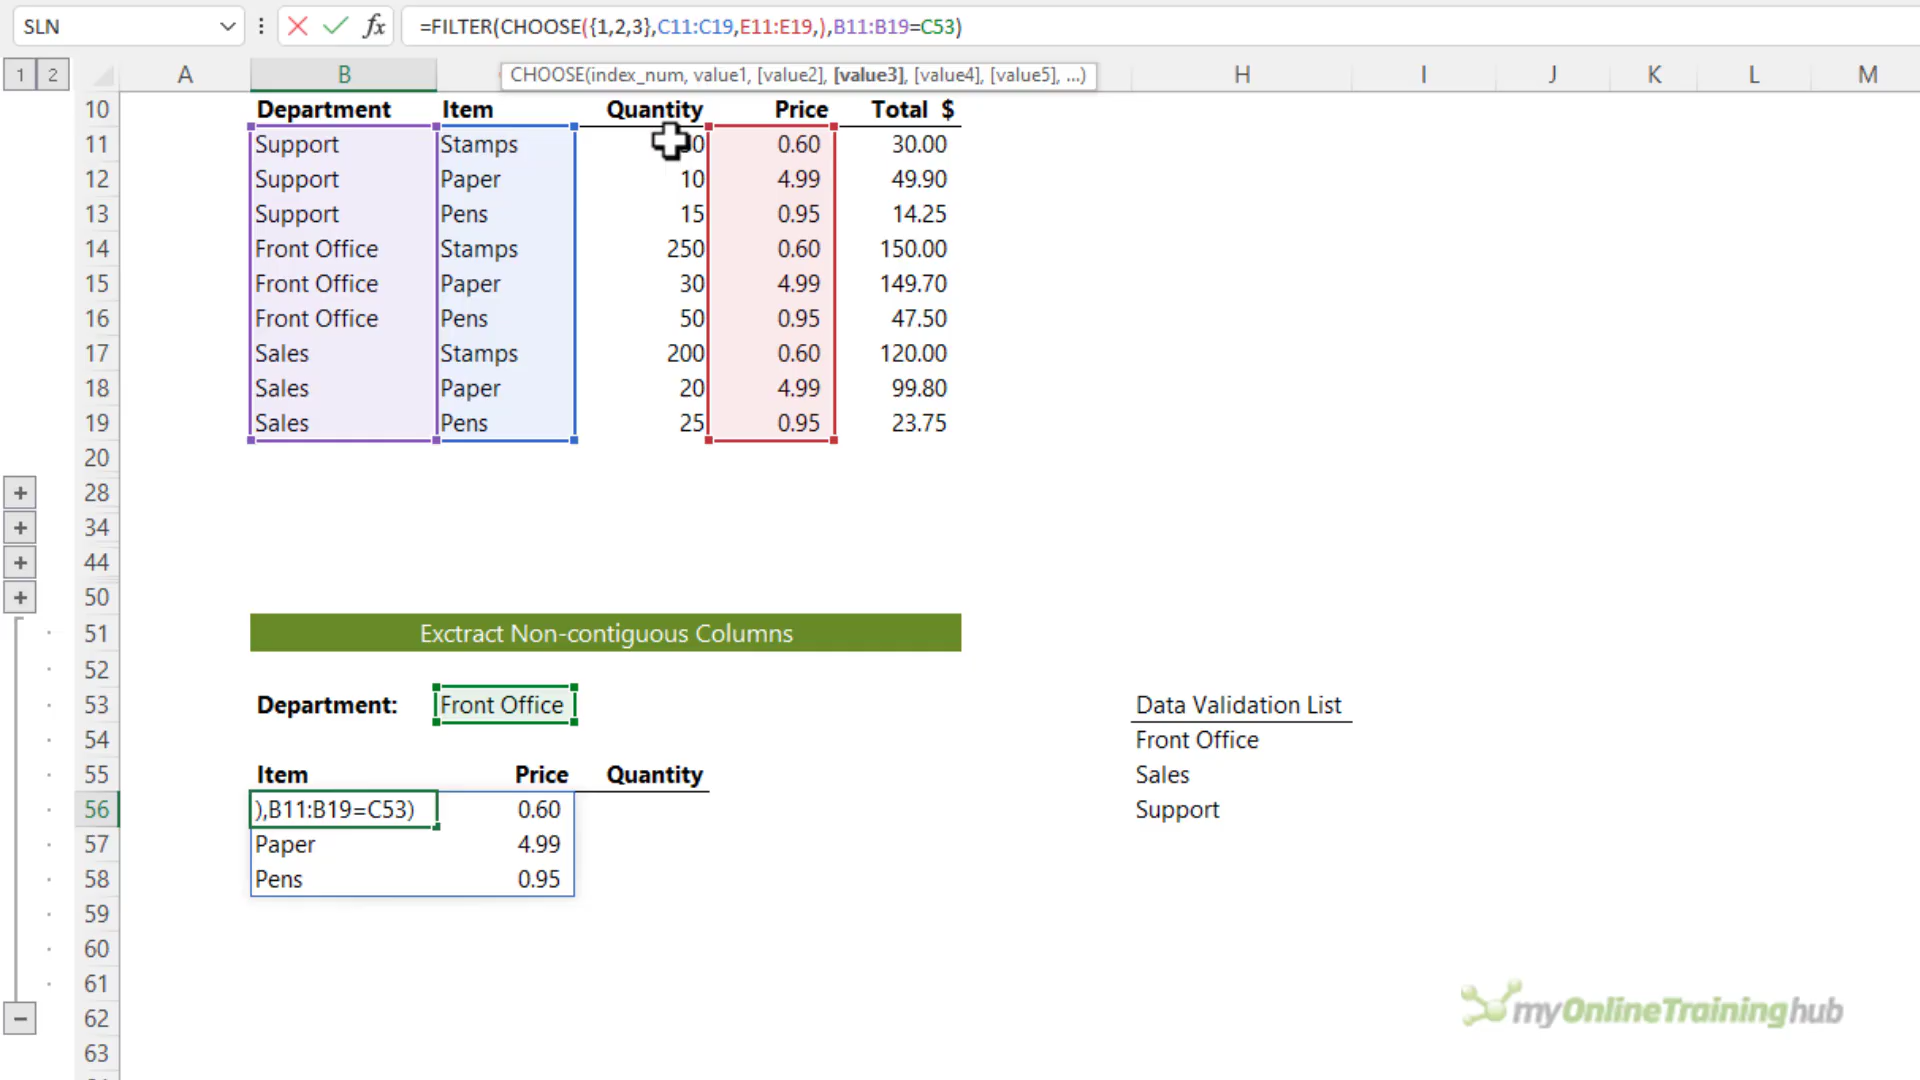 SLN
=FILTER(CHOOSE({1,2,3},C11:C19,E11:E19,),B11:B19=C53)
1 2 A B H I J K L M
CHOOSE(index_num, value1, [value2], [value3], [value4], [value5], ...)
10 Department Item Quantity Price Total $
11 Support Stamps 0.60 30.00
12 Support Paper 10 4.99 49.90
13 Support Pens 15 0.95 14.25
14 Front Office Stamps 250 0.60 150.00
15 Front Office Paper 30 4.99 149.70
16 Front Office Pens 50 0.95 47.50
17 Sales Stamps 200 0.60 120.00
18 Sales Paper 20 4.99 99.80
19 Sales Pens 25 0.95 23.75
20
28
34
44
50
51 Exctract Non-contiguous Columns
52
53 Department: Front Office Data Validation List
54 Front Office
55 Item Price Quantity Sales
56 ),B11:B19=C53) 0.60 Support
57 Paper 4.99
58 Pens 0.95
59
60
61
62
63
myOnlineTraininghub